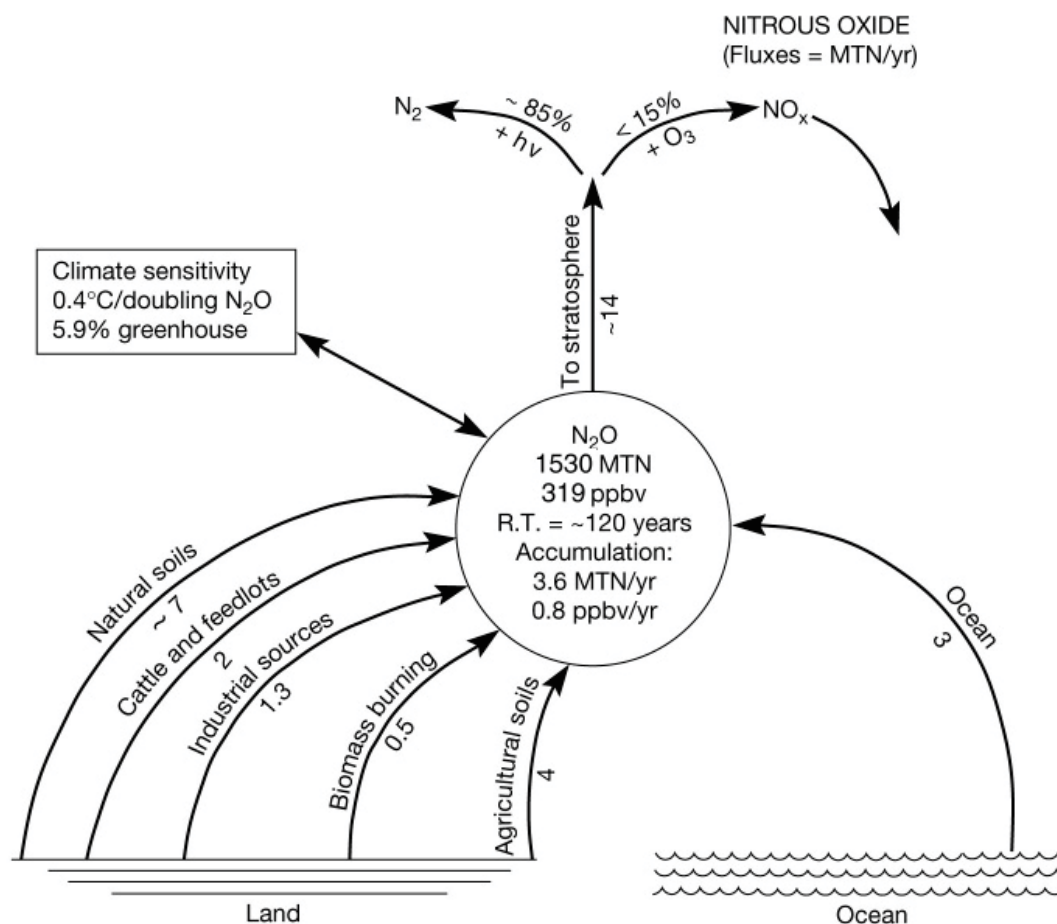 NITROUS OXIDE
(Fluxes = MTN/yr)
N₂
~ 85%
+ hv
< 15%
+ O₃
NOₓ
To stratosphere
~14
Climate sensitivity
0.4°C/doubling N₂O
5.9% greenhouse
N₂O
1530 MTN
319 ppbv
R.T. = ~120 years
Accumulation:
3.6 MTN/yr
0.8 ppbv/yr
Natural soils
~ 7
Cattle and feedlots
2
Industrial sources
1.3
Biomass burning
0.5
Agricultural soils
4
Ocean
3
Land
Ocean